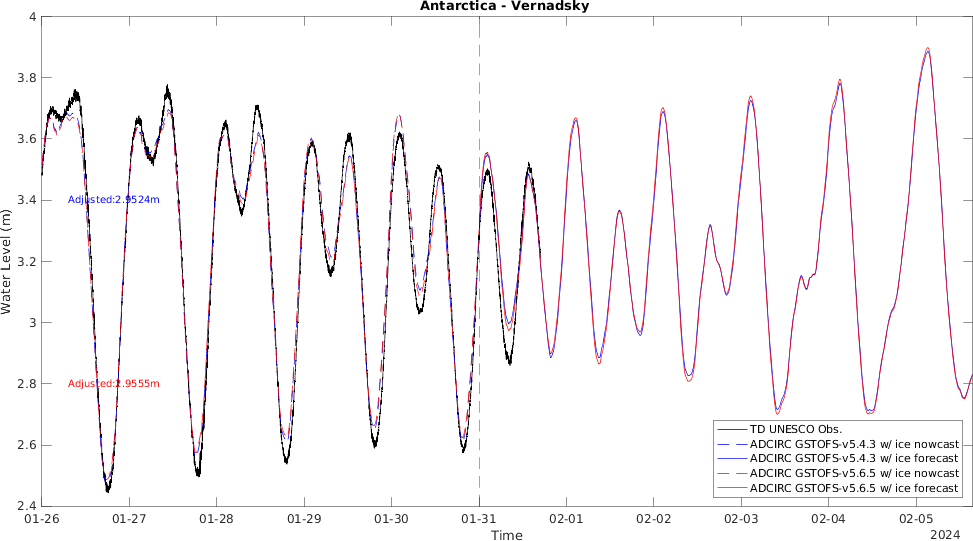 Antarctica - Vernadsky
4
3.8
3.6
3.4
3.2
3
2.8
2.6
2.4
Water Level (m)
Adjusted:2.9524m
Adjusted:2.9555m
TD UNESCO Obs.
ADCIRC GSTOFS-v5.4.3 w/ ice nowcast
ADCIRC GSTOFS-v5.4.3 w/ ice forecast
ADCIRC GSTOFS-v5.6.5 w/ ice nowcast
ADCIRC GSTOFS-v5.6.5 w/ ice forecast
01-26 01-27 01-28 01-29 01-30 01-31 02-01 02-02 02-03 02-04 02-05
Time
2024